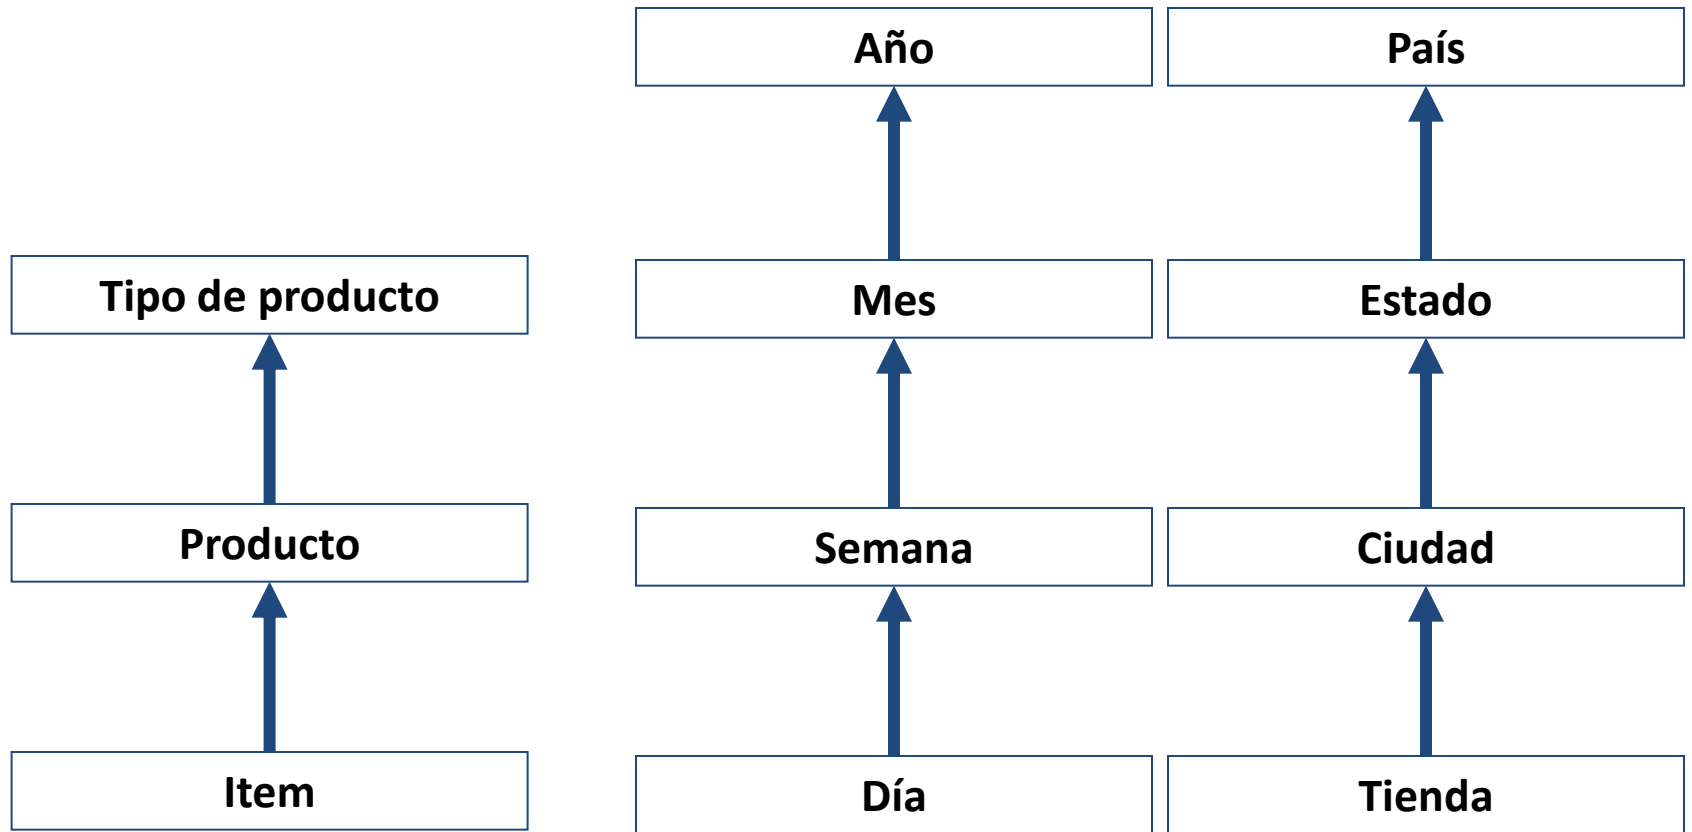 Año
País
Tipo de producto
Mes
Estado
Producto
Semana
Ciudad
Item
Día
Tienda